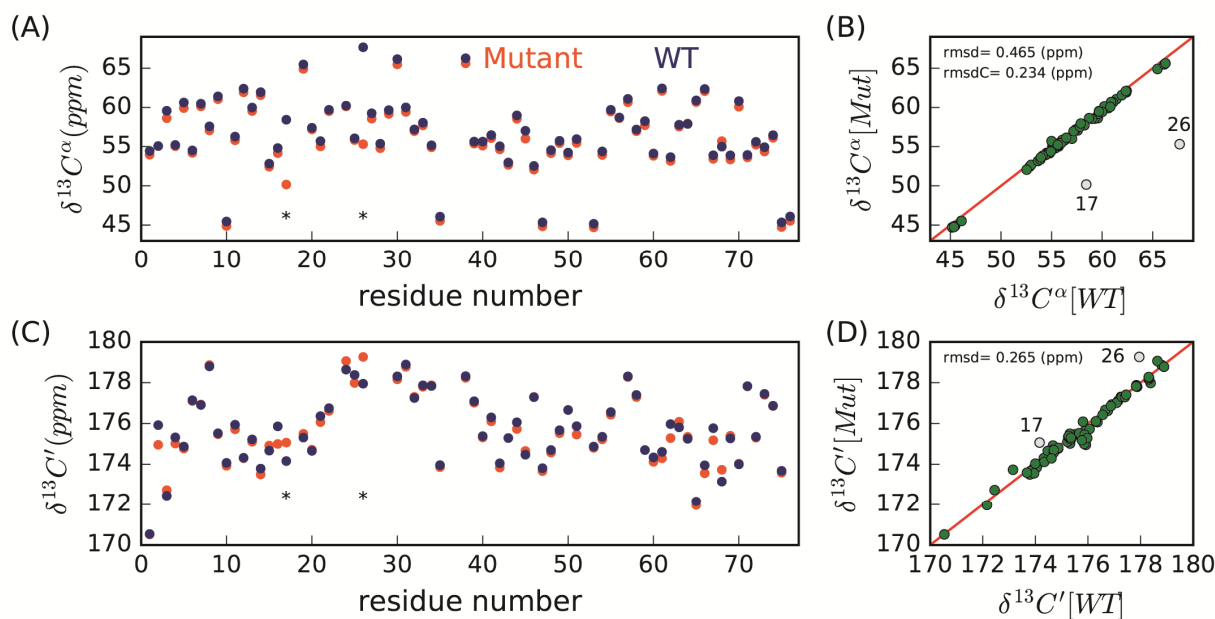 (A)
(B)
65
60
55
50
45
δ¹³Cᵅ(ppm)
Mutant
WT
* *
0 10 20 30 40 50 60 70
residue number
rmsd= 0.465 (ppm)
rmsdC= 0.234 (ppm)
65
60
55
50
45
δ¹³Cᵅ[Mut]
26
17
45 50 55 60 65
δ¹³Cᵅ[WT]
(C)
(D)
180
178
176
174
172
170
δ¹³C′(ppm)
* *
0 10 20 30 40 50 60 70
residue number
rmsd= 0.265 (ppm)
26
17
180
178
176
174
172
170
δ¹³C′[Mut]
170 172 174 176 178 180
δ¹³C′[WT]